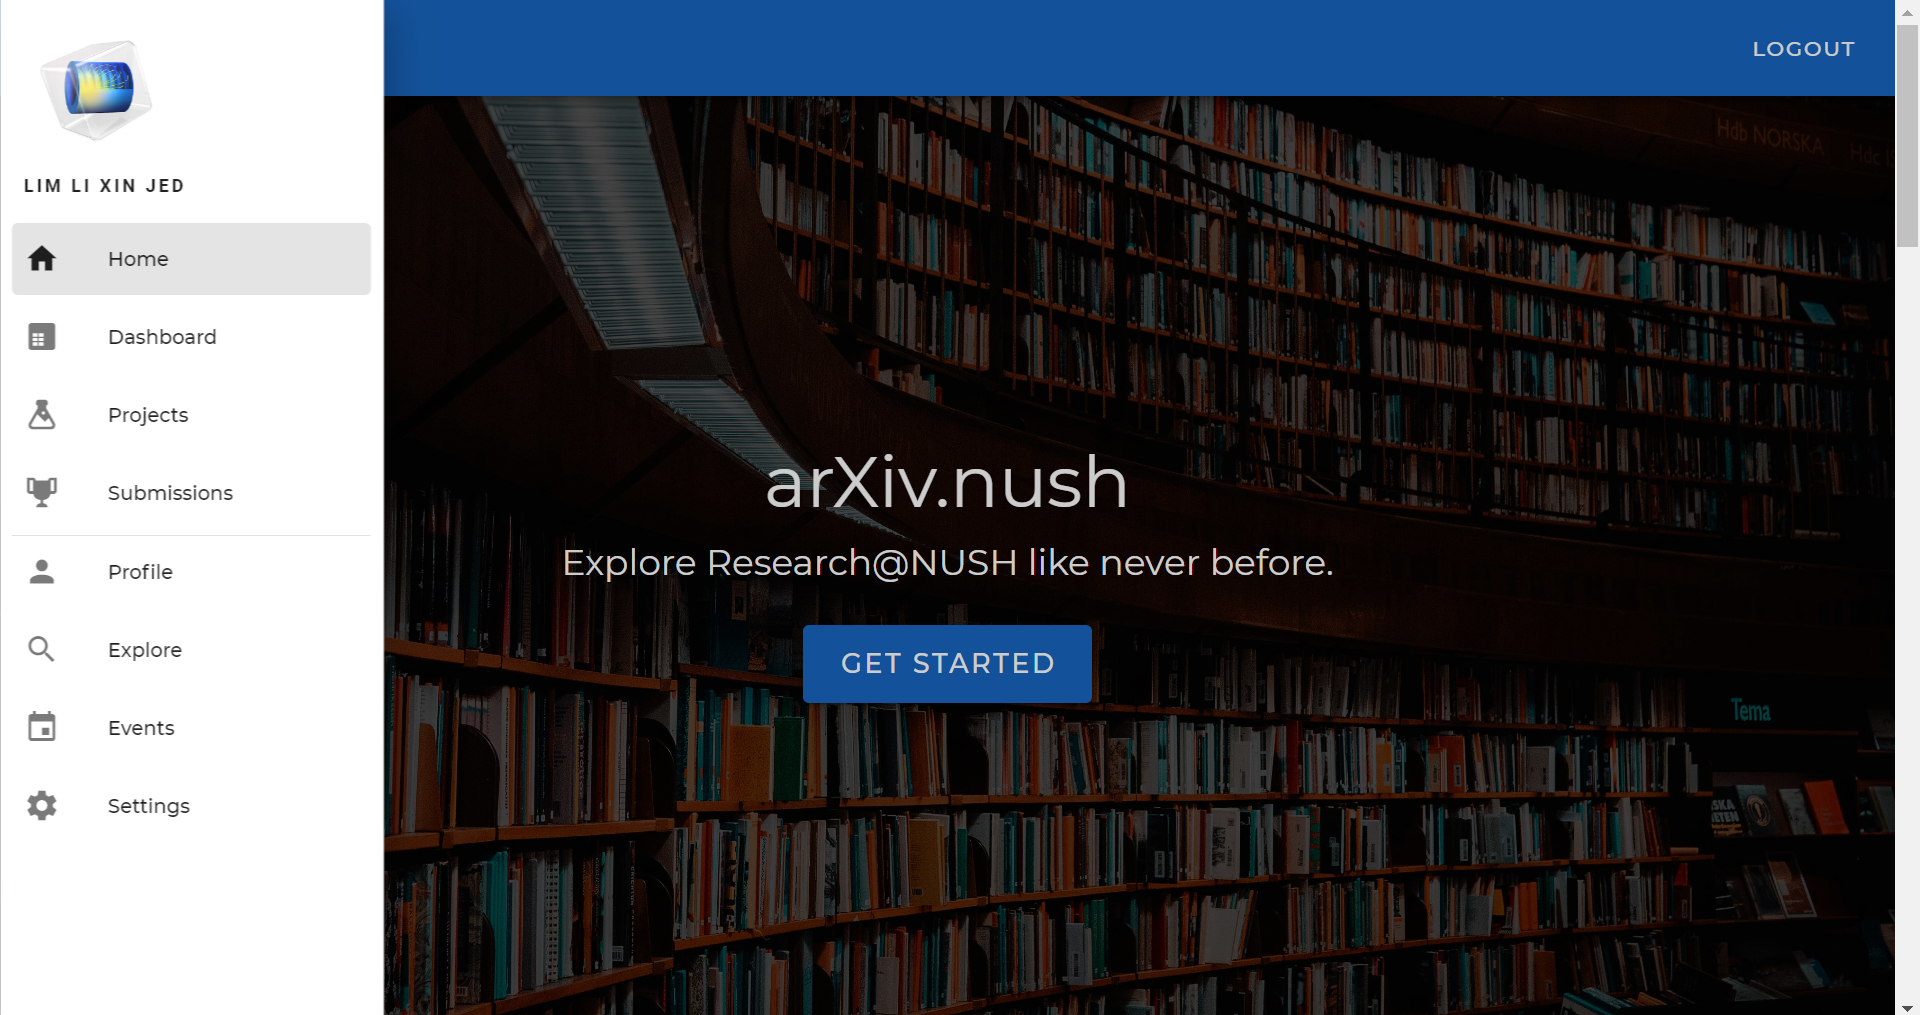 LOGOUT
LIM LI XIN JED
Home
Dashboard
Projects
Submissions
Profile
Explore
Events
Settings
Hdb NORSKA
arXiv.nush
Explore Research@NUSH like never before.
GET STARTED
Tema